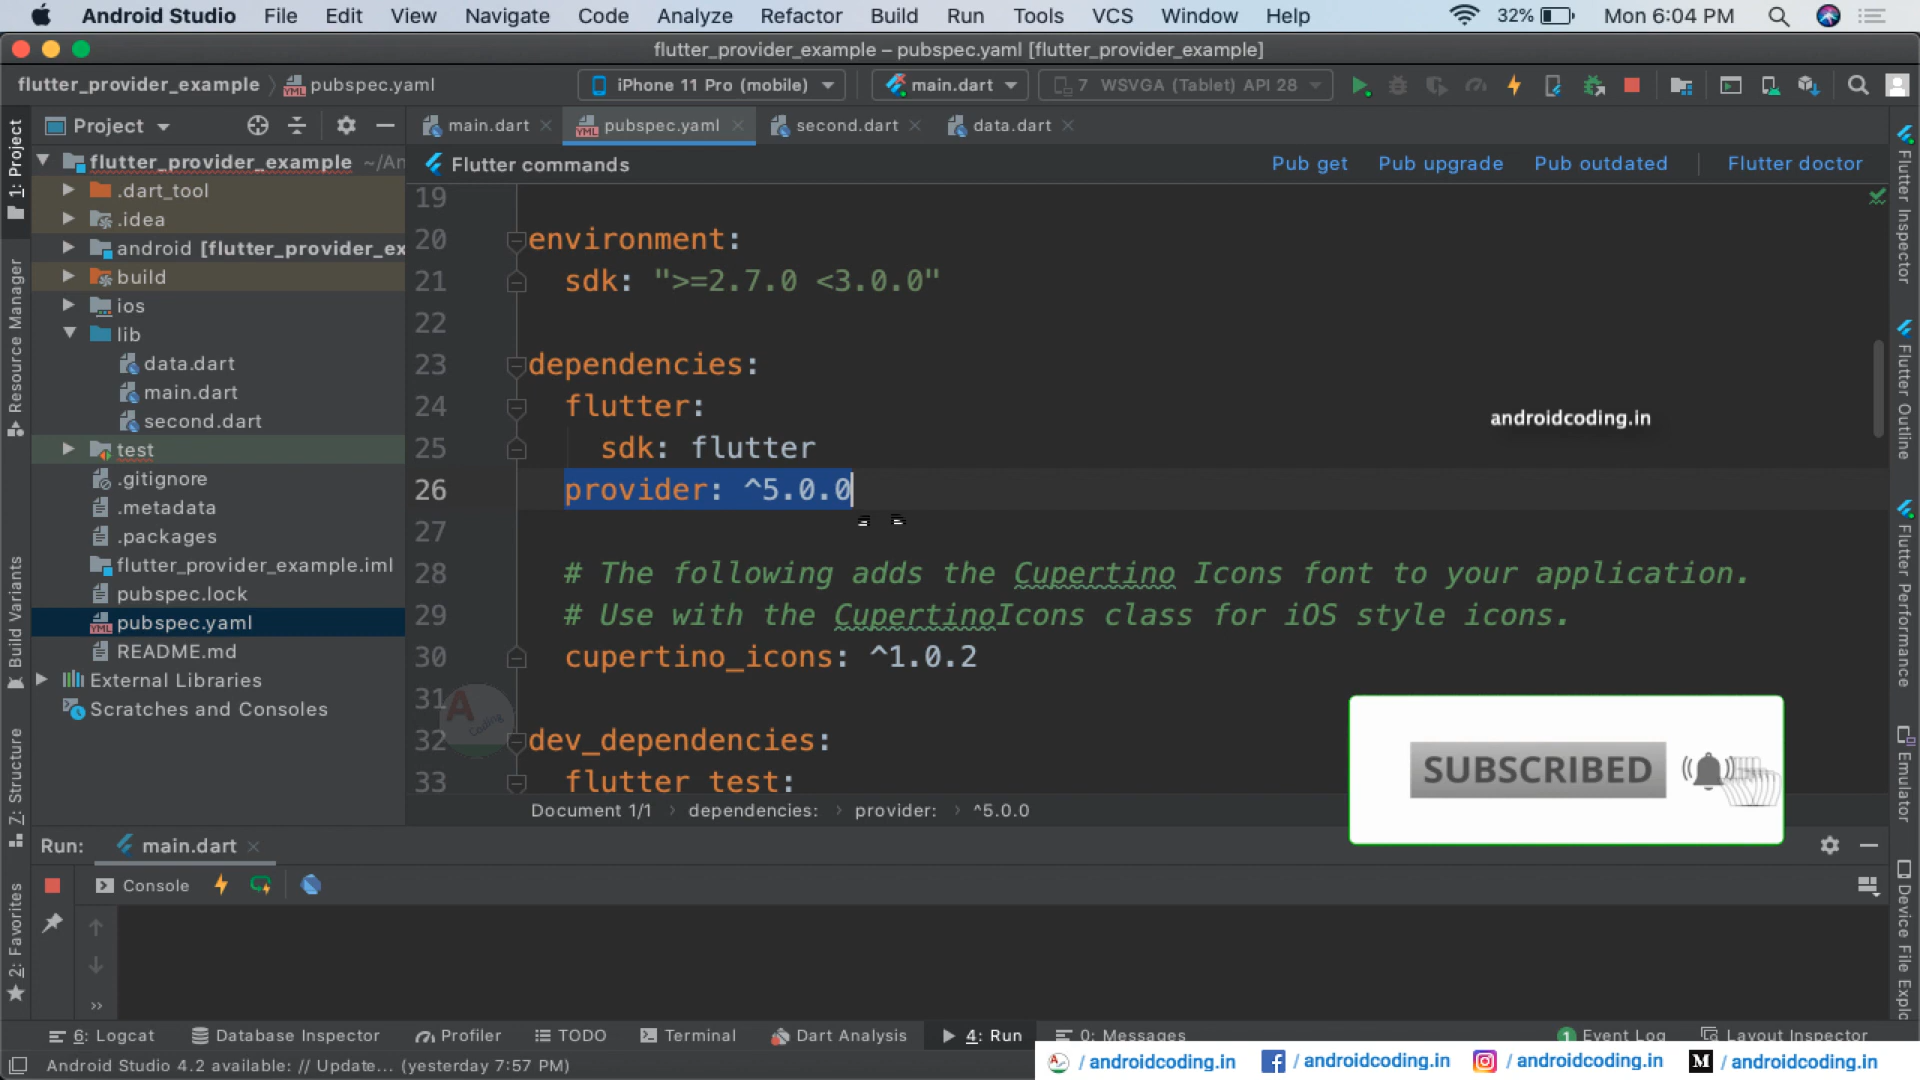 Android Studio File Edit View Navigate Code Analyze Refactor Build Run Tools VCS Window Help 32% Mon 6:04 PM
flutter_provider_example – pubspec.yaml [flutter_provider_example]
flutter_provider_example pubspec.yaml iPhone 11 Pro (mobile) main.dart 7 WSVGA (Tablet) API 28
Project main.dart pubspec.yaml second.dart data.dart
Flutter commands Pub get Pub upgrade Pub outdated Flutter doctor
1: Project
Resource Manager
Build Variants
7: Structure
2: Favorites
flutter_provider_example ~/An
.dart_tool
.idea
android [flutter_provider_ex
build
ios
lib
data.dart
main.dart
second.dart
test
.gitignore
.metadata
.packages
flutter_provider_example.iml
pubspec.lock
pubspec.yaml
README.md
External Libraries
Scratches and Consoles
19
20 environment:
21 sdk: ">=2.7.0 <3.0.0"
22
23 dependencies:
24 flutter:
25 sdk: flutter
26 provider: ^5.0.0
27
28 # The following adds the Cupertino Icons font to your application.
29 # Use with the CupertinoIcons class for iOS style icons.
30 cupertino_icons: ^1.0.2
31
32 dev_dependencies:
33 flutter_test:
androidcoding.in
A Coding
SUBSCRIBED
Document 1/1 dependencies: provider: ^5.0.0
Flutter Inspector
Flutter Outline
Flutter Performance
Emulator
Device File Explo
Run: main.dart
Console
6: Logcat Database Inspector Profiler TODO Terminal Dart Analysis 4: Run 0: Messages 1 Event Log Layout Inspector
Android Studio 4.2 available: // Update... (yesterday 7:57 PM)
/ androidcoding.in / androidcoding.in / androidcoding.in / androidcoding.in